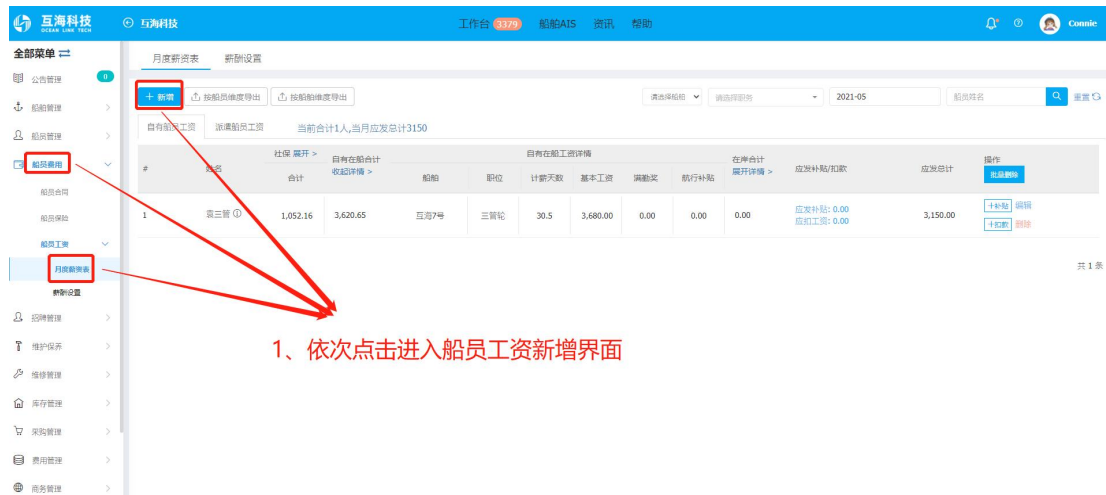 互海科技
OCEAN LINK TECH
互海科技
工作台 3379 船舶AIS 资讯 帮助
Connie
全部菜单
公告管理 0
船舶管理
船员管理
船员费用
船员合同
船员保险
船员工资
月度薪资表
薪酬设置
招聘管理
维护保养
维修管理
库存管理
采购管理
费用管理
商务管理
月度薪资表 薪酬设置
+ 新增 按船员维度导出 按船舶维度导出 请选择船舶 请选择职务 2021-05 船员姓名 重置
自有船员工资 派遣船员工资 当前合计1人,当月应发总计3150
# 姓名 社保 展开 > 自有在船合计 自有在船工资详情 在岸合计 应发补贴/扣款 应发总计 操作
合计 收起详情 > 船舶 职位 计薪天数 基本工资 满勤奖 航行补贴 展开详情 > 批量删除
1 袁三管 1,052.16 3,620.65 互海7号 三管轮 30.5 3,680.00 0.00 0.00 0.00 应发补贴: 0.00 3,150.00 +补贴 编辑
应扣工资: 0.00 +扣款 删除
共 1 条
1、依次点击进入船员工资新增界面